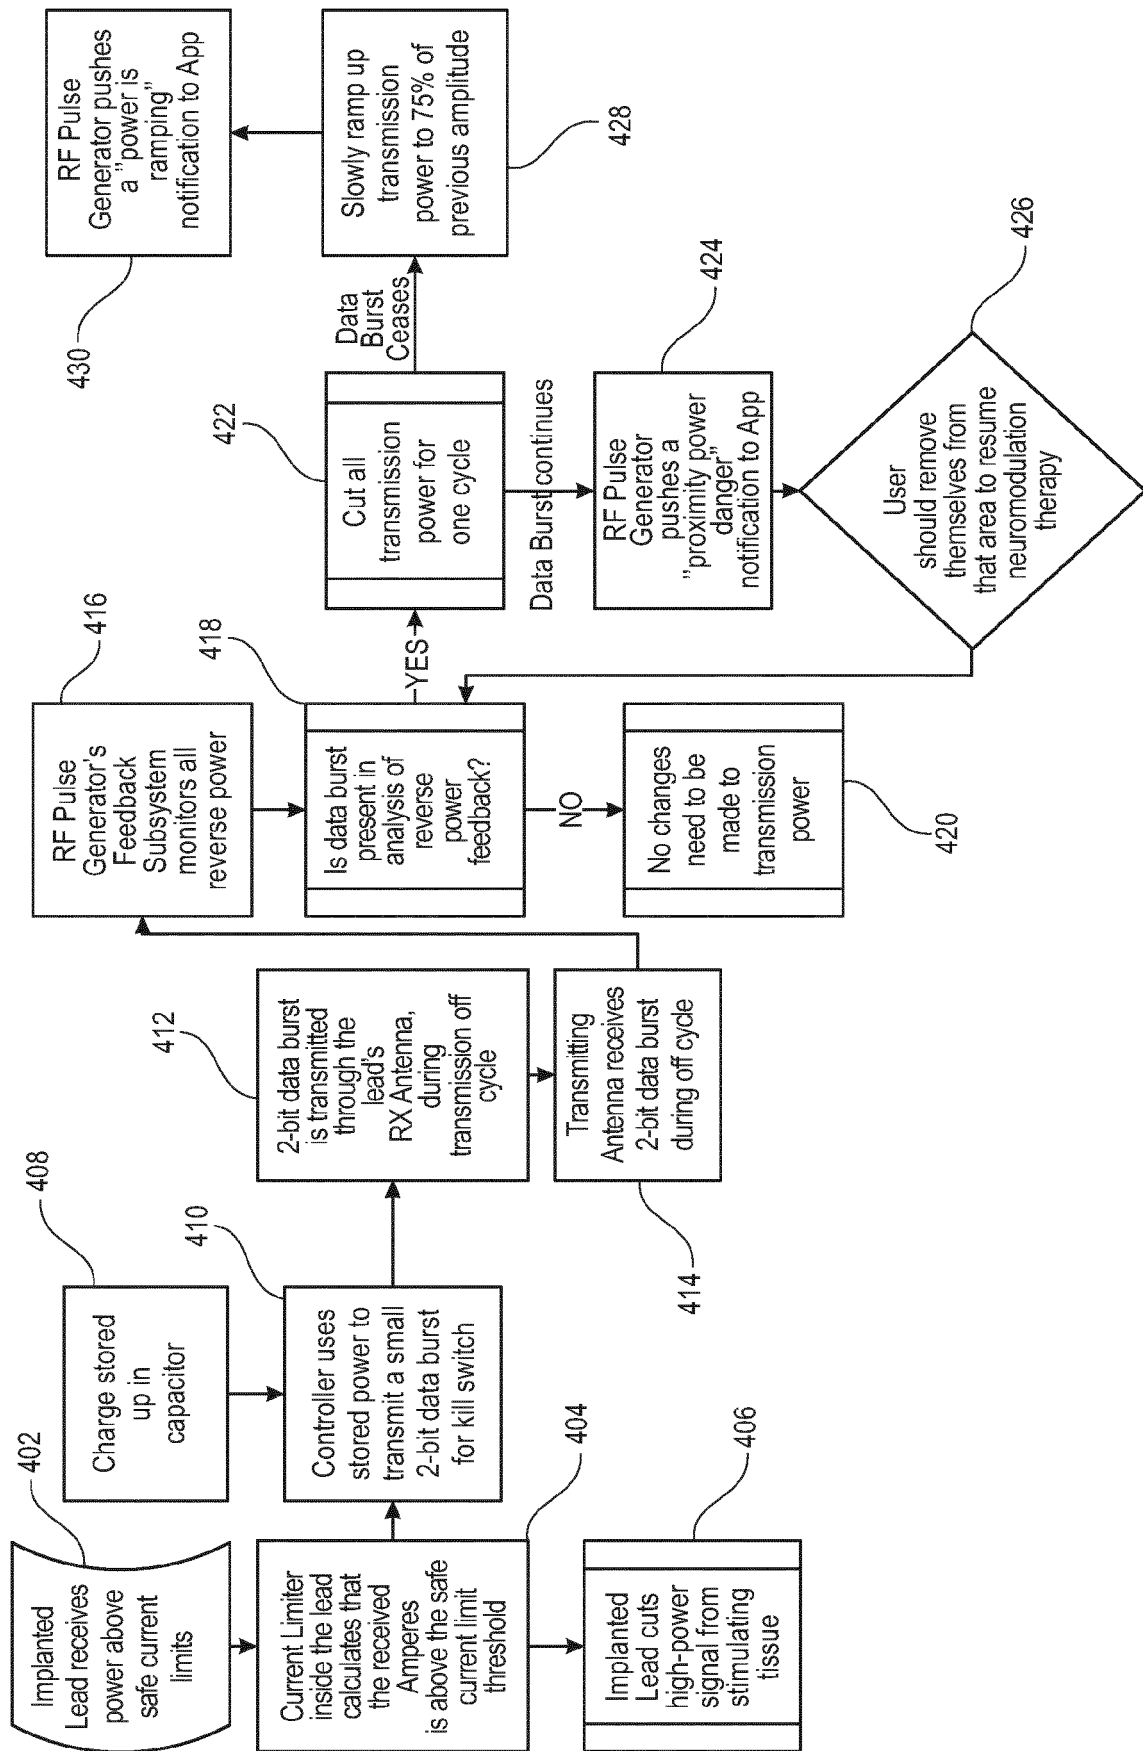 402
Implanted
Lead receives
power above
safe current
limits
Current Limiter
inside the lead
calculates that
the received
Amperes
is above the safe
current limit
threshold
404
Implanted
Lead cuts
high-power
signal from
stimulating
tissue
406
408
Charge stored
up in
capacitor
410
Controller uses
stored power to
transmit a small
2-bit data burst
for kill switch
412
2-bit data burst
is transmitted
through the
lead's
RX Antenna,
during
transmission off
cycle
Transmitting
Antenna receives
2-bit data burst
during off cycle
414
416
RF Pulse
Generator's
Feedback
Subsystem
monitors all
reverse power
418
Is data burst
present in
analysis of
reverse
power
feedback?
YES
NO
No changes
need to be
made to
transmission
power
420
422
Cut all
transmission
power for
one cycle
Data
Burst
Ceases
Data Burst continues
424
RF Pulse
Generator
pushes a
"proximity power
danger"
notification to App
426
User
should remove
themselves from
that area to resume
neuromodulation
therapy
Slowly ramp up
transmission
power to 75% of
previous amplitude
428
RF Pulse
Generator pushes
a "power is
ramping"
notification to App
430